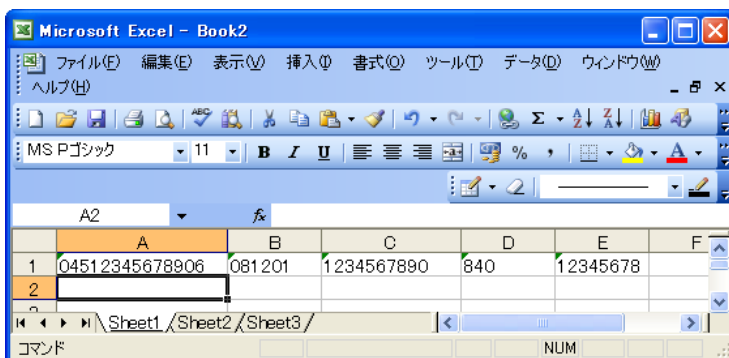 Microsoft Excel - Book2
ファイル(F) 編集(E) 表示(V) 挿入(I) 書式(O) ツール(T) データ(D) ウィンドウ(W)
ヘルプ(H)
MS Pゴシック 11 B I U % ,
A2 fx
A B C D E F
1 04512345678906 081201 1234567890 840 12345678
2
Sheet1 Sheet2 Sheet3
コマンド NUM